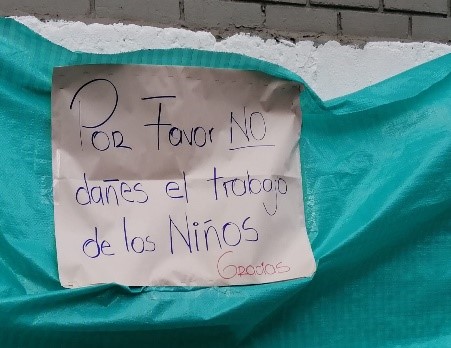 Por Favor NO
dañes el trabajo
de los Niños
Gracias